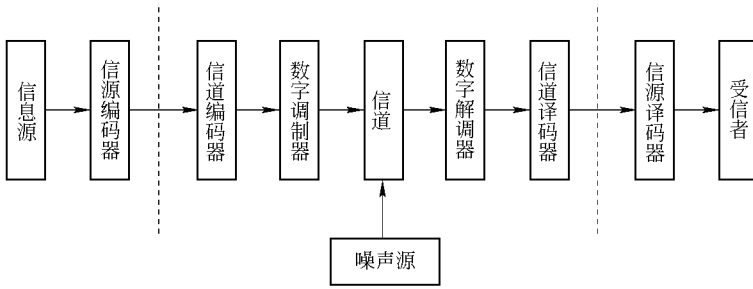 信息源
信源编码器
信道编码器
数字调制器
信道
数字解调器
信道译码器
信源译码器
受信者
噪声源